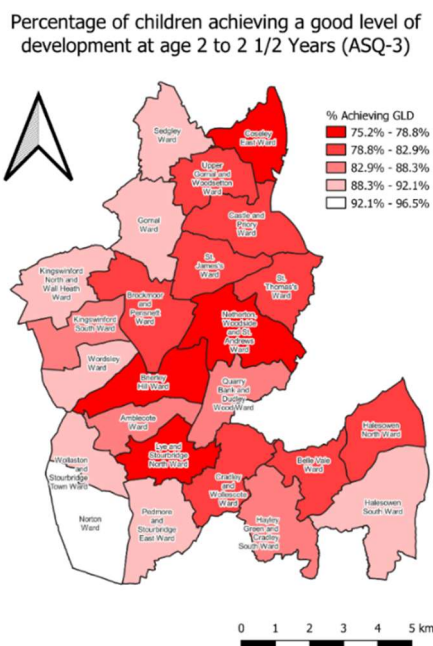 Percentage of children achieving a good level of
development at age 2 to 2 1/2 Years (ASQ-3)
% Achieving GLD
75.2% - 78.8%
78.8% - 82.9%
82.9% - 88.3%
88.3% - 92.1%
92.1% - 96.5%
Sedgley
Ward
Coseley
East Ward
Upper
Gornal and
Woodsetton
Ward
Gornal
Ward
Castle and
Priory
Ward
St.
James's
Ward
St.
Thomas's
Ward
Kingswinford
North and
Wall Heath
Ward
Brockmoor
and
Pensnett
Ward
Netherton,
Woodside
and St.
Andrews
Ward
Kingswinford
South Ward
Wordsley
Ward
Brierley
Hill Ward
Quarry
Bank and
Dudley
Wood Ward
Amblecote
Ward
Halesowen
North Ward
Lye and
Stourbridge
North Ward
Belle Vale
Ward
Wollaston
and
Stourbridge
Town Ward
Cradley
and
Wollescote
Ward
Halesowen
South Ward
Norton
Ward
Pedmore
and
Stourbridge
East Ward
Hayley
Green and
Cradley
South Ward
0 1 2 3 4 5 km